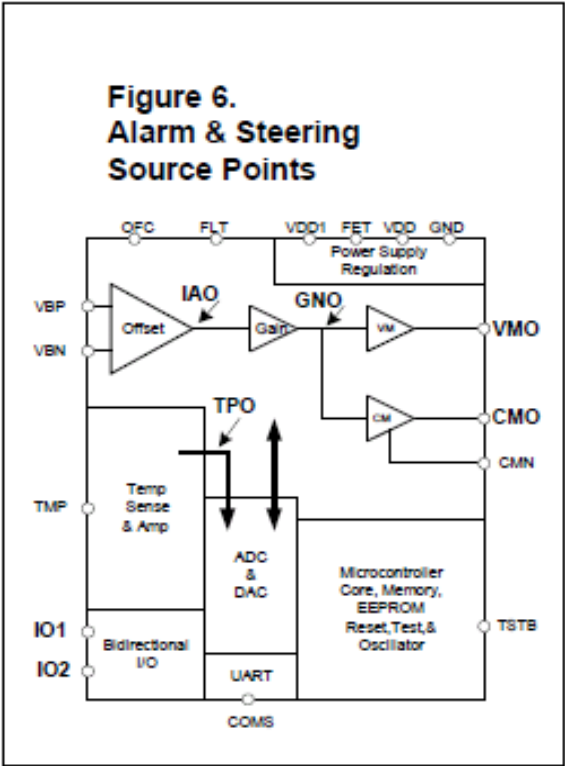 Figure 6.
Alarm & Steering
Source Points
OFC FLT VDD1 FET VDD GND
Power Supply
Regulation
IAO GNO
VBP
Offset Gain VM VMO
VBN
TPO
CM CMO
CMN
Temp
Sense
& Amp
TMP
ADC
&
DAC
Microcontroller
Core, Memory,
EEPROM
Reset,Test,&
Oscillator
TSTB
IO1
Bidirectional
I/O
IO2
UART
COMS